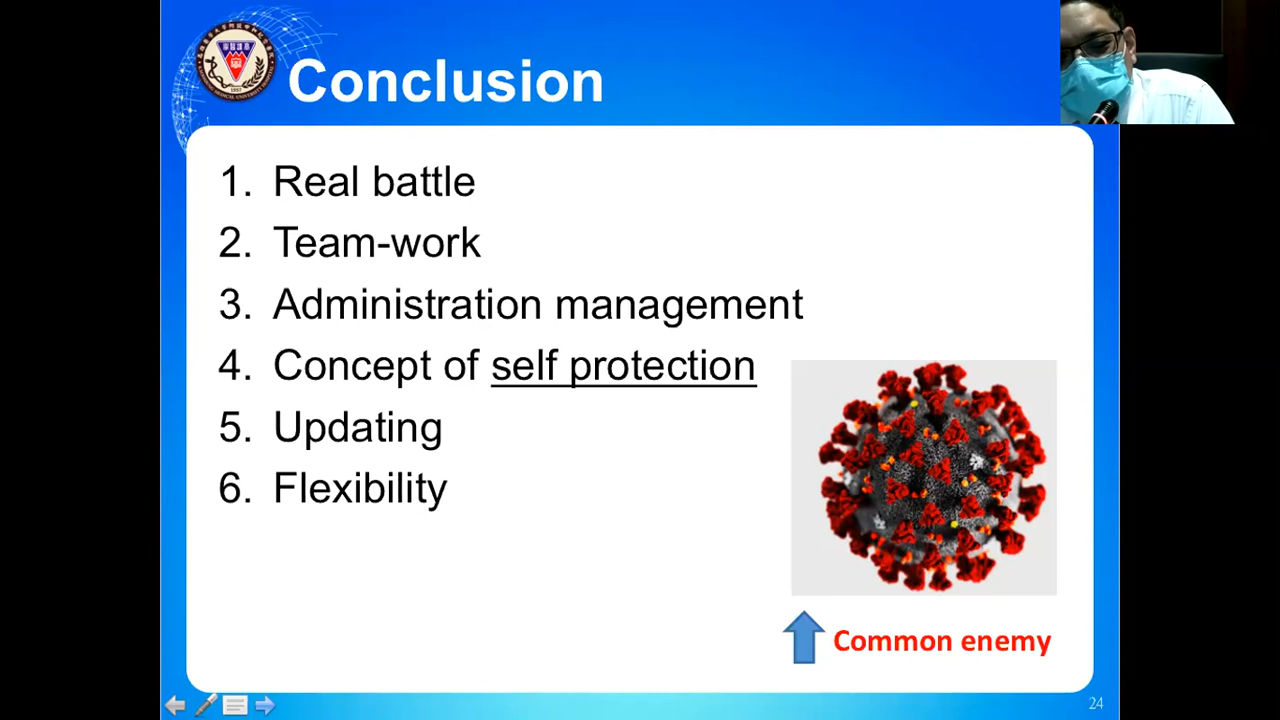 Conclusion
1. Real battle
2. Team-work
3. Administration management
4. Concept of self protection
5. Updating
6. Flexibility
Common enemy
24